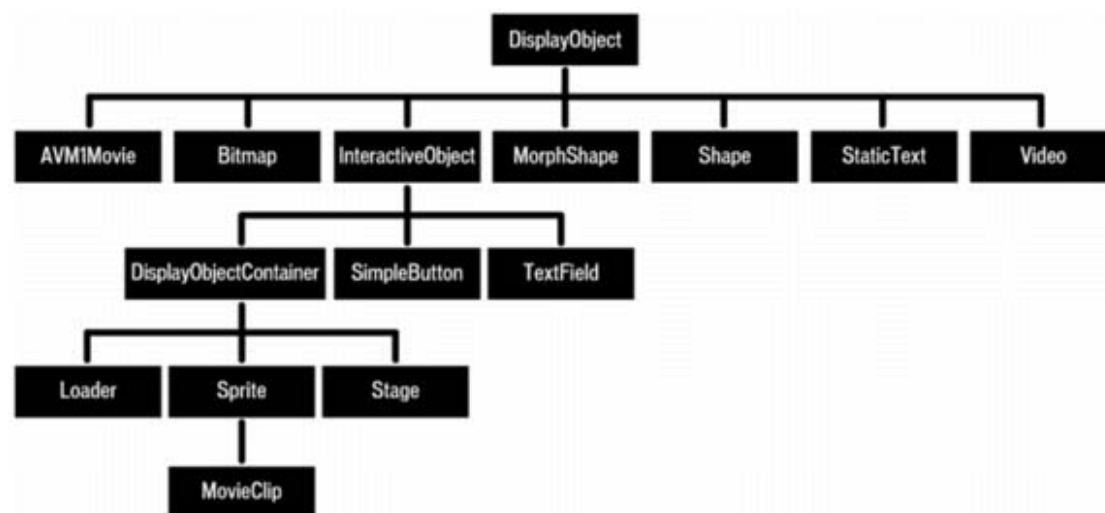 DisplayObject
AVM1Movie Bitmap InteractiveObject MorphShape Shape StaticText Video
DisplayObjectContainer SimpleButton TextField
Loader Sprite Stage
MovieClip